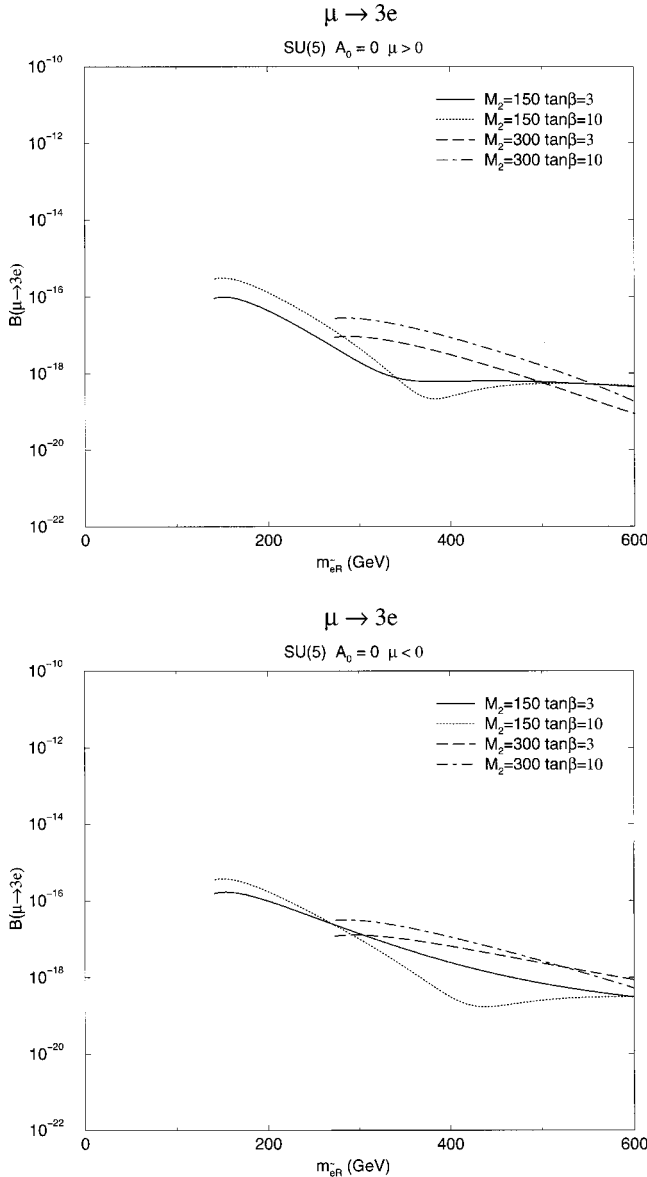 μ → 3e
SU(5) A₀ = 0 μ > 0
M₂=150 tanβ=3
M₂=150 tanβ=10
M₂=300 tanβ=3
M₂=300 tanβ=10
B(μ→3e)
10⁻¹⁰
10⁻¹²
10⁻¹⁴
10⁻¹⁶
10⁻¹⁸
10⁻²⁰
10⁻²²
0 200 400 600
m_ẽR (GeV)
μ → 3e
SU(5) A₀ = 0 μ < 0
M₂=150 tanβ=3
M₂=150 tanβ=10
M₂=300 tanβ=3
M₂=300 tanβ=10
B(μ→3e)
10⁻¹⁰
10⁻¹²
10⁻¹⁴
10⁻¹⁶
10⁻¹⁸
10⁻²⁰
10⁻²²
0 200 400 600
m_ẽR (GeV)